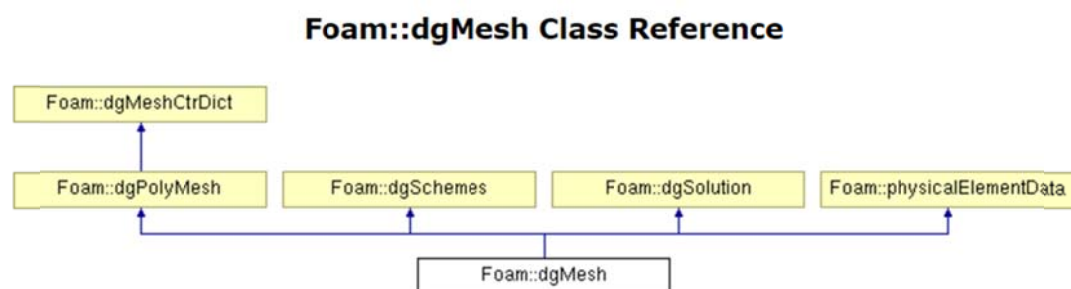 Foam::dgMesh Class Reference
Foam::dgMeshCtrDict
Foam::dgPolyMesh
Foam::dgSchemes
Foam::dgSolution
Foam::physicalElementData
Foam::dgMesh